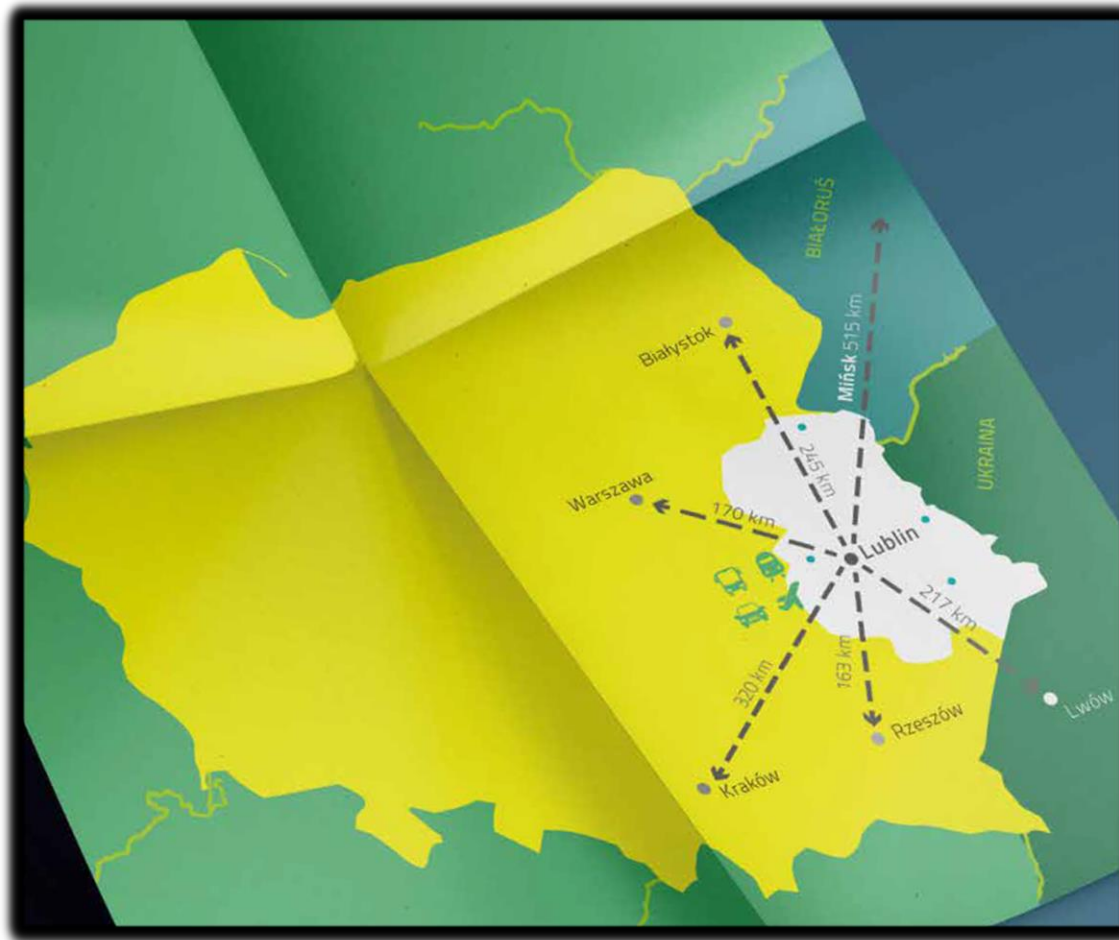 BIAŁORUŚ
Mińsk 515 km
Białystok
245 km
UKRAINA
Warszawa
170 km
Lublin
217 km
320 km
163 km
Lwów
Rzeszów
Kraków